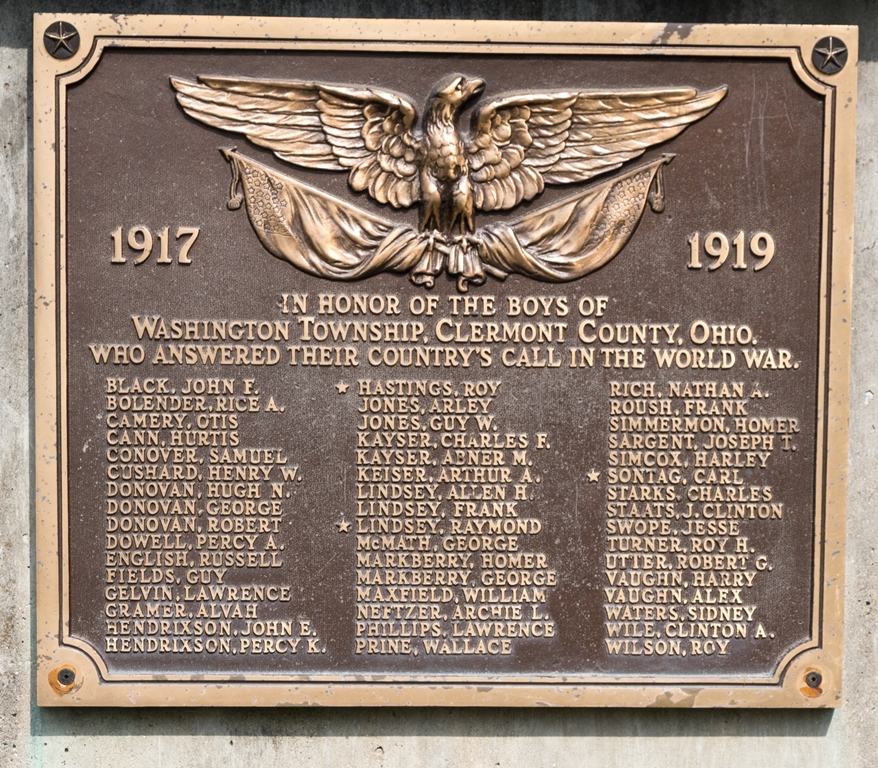 1917
1919
IN HONOR OF THE BOYS OF
WASHINGTON TOWNSHIP, CLERMONT COUNTY, OHIO,
WHO ANSWERED THEIR COUNTRY'S CALL IN THE WORLD WAR.
BLACK, JOHN F.
BOLENDER, RICE A.
CAMERY, OTIS
CANN, HURTIS
CONOVER, SAMUEL
CUSHARD, HENRY W.
DONOVAN, HUGH N.
DONOVAN, GEORGE
DONOVAN, ROBERT
DOWELL, PERCY A.
ENGLISH, RUSSELL
FIELDS, GUY
GELVIN, LAWRENCE
GRAMER, ALVAH
HENDRIXSON, JOHN E.
HENDRIXSON, PERCY K.
★ HASTINGS, ROY
JONES, ARLEY
JONES, GUY W.
KAYSER, CHARLES F.
KAYSER, ABNER M.
KEISER, ARTHUR A.
LINDSEY, ALLEN H.
LINDSEY, FRANK
★ LINDSEY, RAYMOND
MCMATH, GEORGE
MARKBERRY, HOMER
MARKBERRY, GEORGE
MAXFIELD, WILLIAM
NEFTZER, ARCHIE L.
PHILLIPS, LAWRENCE
PRINE, WALLACE
RICH, NATHAN A.
ROUSH, FRANK
SIMMERMON, HOMER
SARGENT, JOSEPH T.
SIMCOX, HARLEY
★ SONTAG, CARL
STARKS, CHARLES
STAATS, J. CLINTON
SWOPE, JESSE
TURNER, ROY H.
UTTER, ROBERT G.
VAUGHN, HARRY
VAUGHN, ALEX
WATERS, SIDNEY
WILE, CLINTON A.
WILSON, ROY